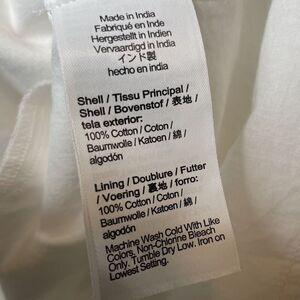 Made in India
Fabriqué en Inde
Hergestellt in Indien
Vervaardigd in India
インド製
hecho en india
Shell / Tissu Principal /
Shell / Bovenstof / 表地 /
tela exterior:
100% Cotton / Coton /
Baumwolle / Katoen / 綿 /
algodón
Lining / Doublure / Futter
/ Voering / 裏地 / forro:
100% Cotton / Coton /
Baumwolle / Katoen / 綿 /
algodón
Machine Wash Cold With Like
Colors. Non-Chlorine Bleach
Only. Tumble Dry Low. Iron on
Lowest Setting.